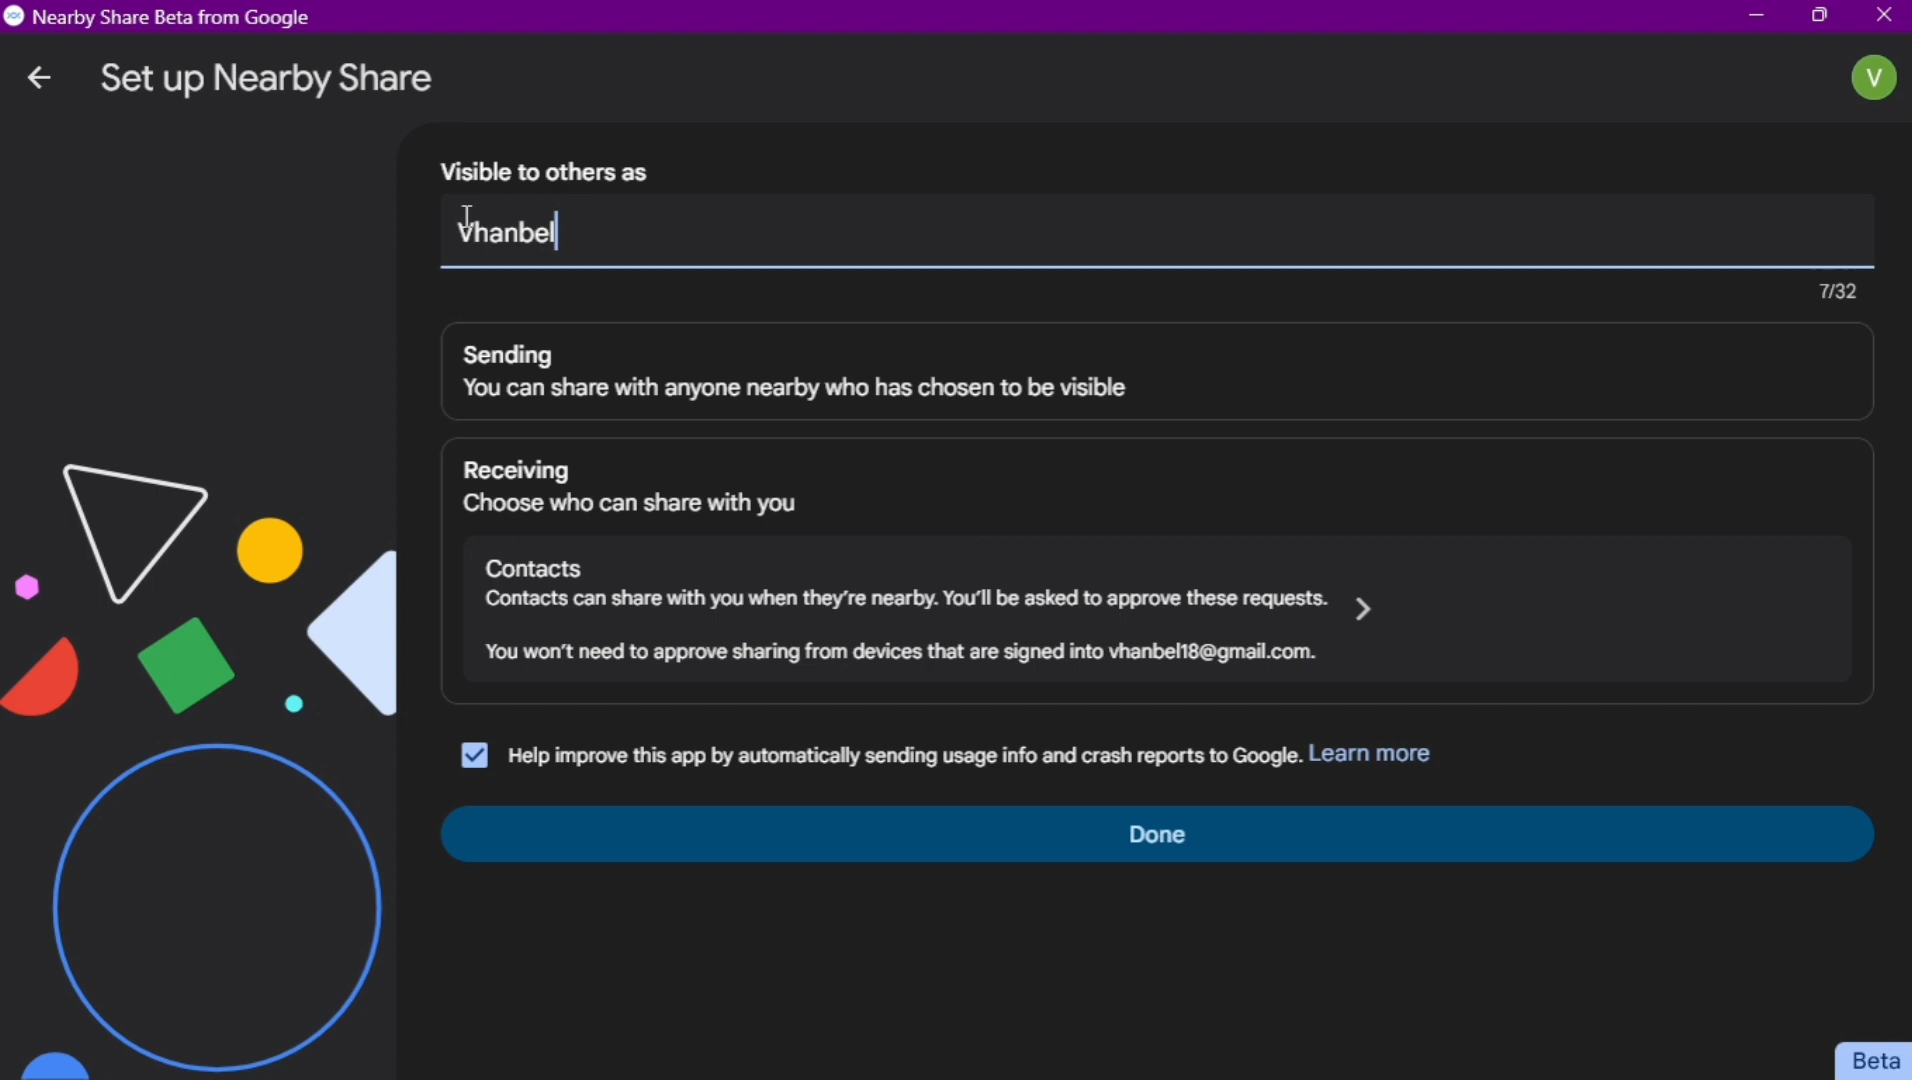 Nearby Share Beta from Google
Set up Nearby Share
V
Visible to others as
Vhanbel
7/32
Sending
You can share with anyone nearby who has chosen to be visible
Receiving
Choose who can share with you
Contacts
Contacts can share with you when they're nearby. You'll be asked to approve these requests.
You won't need to approve sharing from devices that are signed into vhanbel18@gmail.com.
Help improve this app by automatically sending usage info and crash reports to Google. Learn more
Done
Beta